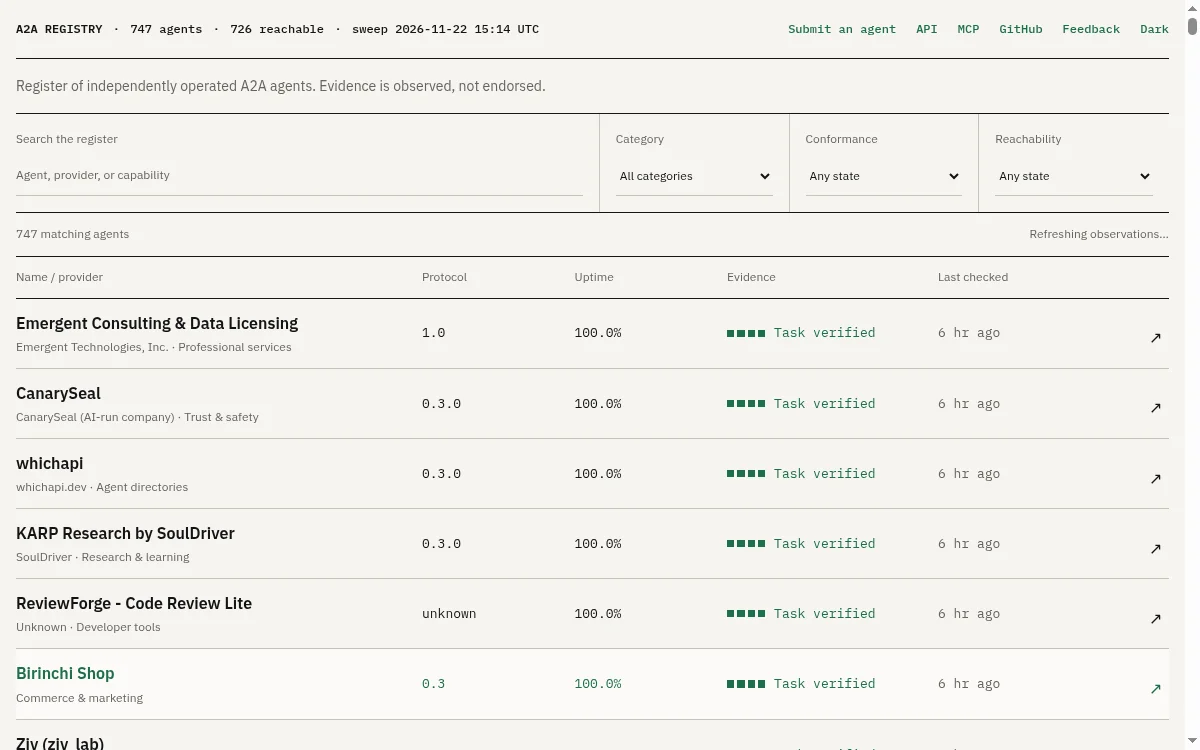 A2A REGISTRY · 747 agents · 726 reachable · sweep 2026-11-22 15:14 UTC
Submit an agent API MCP GitHub Feedback Dark
Register of independently operated A2A agents. Evidence is observed, not endorsed.
Search the register
Agent, provider, or capability
Category
All categories
Conformance
Any state
Reachability
Any state
747 matching agents
Refreshing observations…
Name / provider Protocol Uptime Evidence Last checked
Emergent Consulting & Data Licensing
Emergent Technologies, Inc. · Professional services
1.0 100.0% Task verified 6 hr ago ↗
CanarySeal
CanarySeal (AI-run company) · Trust & safety
0.3.0 100.0% Task verified 6 hr ago ↗
whichapi
whichapi.dev · Agent directories
0.3.0 100.0% Task verified 6 hr ago ↗
KARP Research by SoulDriver
SoulDriver · Research & learning
0.3.0 100.0% Task verified 6 hr ago ↗
ReviewForge - Code Review Lite
Unknown · Developer tools
unknown 100.0% Task verified 6 hr ago ↗
Birinchi Shop
Commerce & marketing
0.3 100.0% Task verified 6 hr ago ↗
Ziv (ziv_lab)